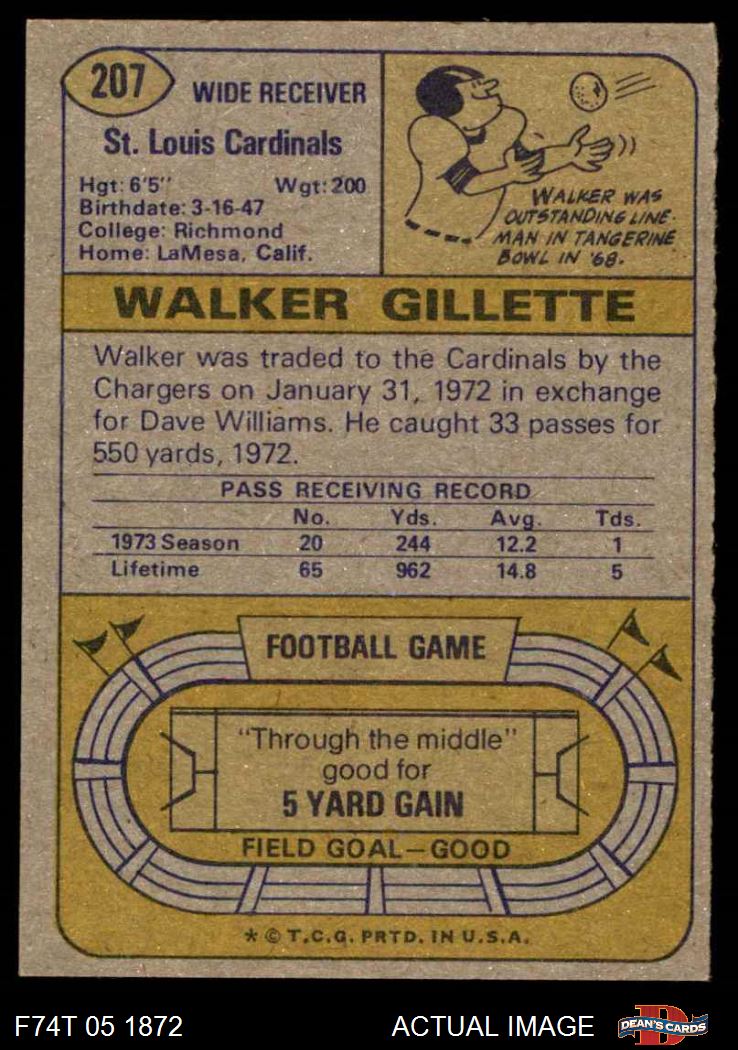 207
WIDE RECEIVER
St. Louis Cardinals
Hgt: 6'5" Wgt: 200
Birthdate: 3-16-47
College: Richmond
Home: LaMesa, Calif.
WALKER WAS
OUTSTANDING LINE-
MAN IN TANGERINE
BOWL IN '68.
WALKER GILLETTE
Walker was traded to the Cardinals by the
Chargers on January 31, 1972 in exchange
for Dave Williams. He caught 33 passes for
550 yards, 1972.
PASS RECEIVING RECORD
No. Yds. Avg. Tds.
1973 Season 20 244 12.2 1
Lifetime 65 962 14.8 5
FOOTBALL GAME
"Through the middle"
good for
5 YARD GAIN
FIELD GOAL—GOOD
* © T.C.G. PRTD. IN U.S.A.
F74T 05 1872 ACTUAL IMAGE D DEAN'S CARDS